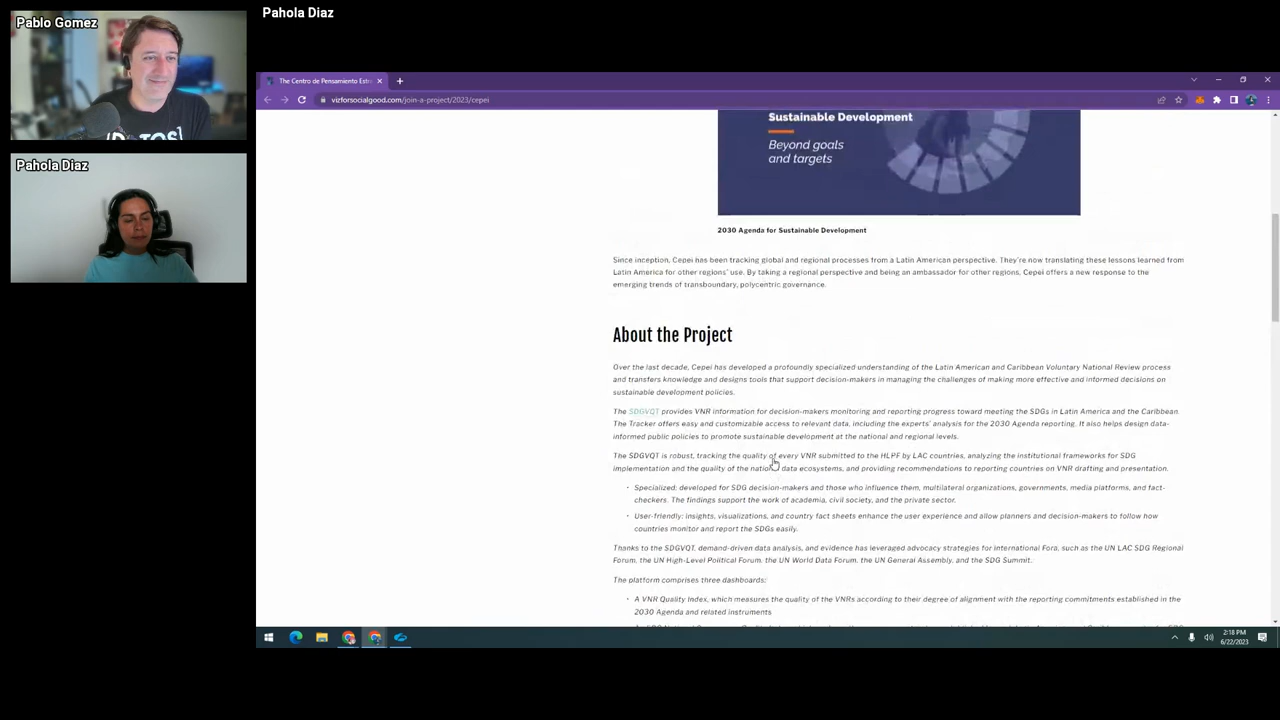 Pablo Gomez
Pahola Diaz
Pahola Diaz
The Centro de Pensamiento Estr
vizforsocialgood.com/join-a-project/2023/cepei
Sustainable Development
Beyond goals
and targets
2030 Agenda for Sustainable Development
Since inception, Cepei has been tracking global and regional processes from a Latin American perspective. They're now translating these lessons learned from
Latin America for other regions' use. By taking a regional perspective and being an ambassador for other regions, Cepei offers a new response to the
emerging trends of transboundary, polycentric governance.
About the Project
Over the last decade, Cepei has developed a profoundly specialized understanding of the Latin American and Caribbean Voluntary National Review process
and transfers knowledge and designs tools that support decision-makers in managing the challenges of making more effective and informed decisions on
sustainable development policies.
The SDGVQT provides VNR information for decision-makers monitoring and reporting progress toward meeting the SDGs in Latin America and the Caribbean.
The Tracker offers easy and customizable access to relevant data, including the experts' analysis for the 2030 Agenda reporting. It also helps design data-
informed public policies to promote sustainable development at the national and regional levels.
The SDGVQT is robust, tracking the quality of every VNR submitted to the HLPF by LAC countries, analyzing the institutional frameworks for SDG
implementation and the quality of the national data ecosystems, and providing recommendations to reporting countries on VNR drafting and presentation.
• Specialized: developed for SDG decision-makers and those who influence them, multilateral organizations, governments, media platforms, and fact-
checkers. The findings support the work of academia, civil society, and the private sector.
• User-friendly: insights, visualizations, and country fact sheets enhance the user experience and allow planners and decision-makers to follow how
countries monitor and report the SDGs easily.
Thanks to the SDGVQT, demand-driven data analysis, and evidence has leveraged advocacy strategies for International Fora, such as the UN LAC SDG Regional
Forum, the UN High-Level Political Forum, the UN World Data Forum, the UN General Assembly, and the SDG Summit.
The platform comprises three dashboards:
• A VNR Quality Index, which measures the quality of the VNRs according to their degree of alignment with the reporting commitments established in the
2030 Agenda and related instruments
2:18 PM
6/22/2023